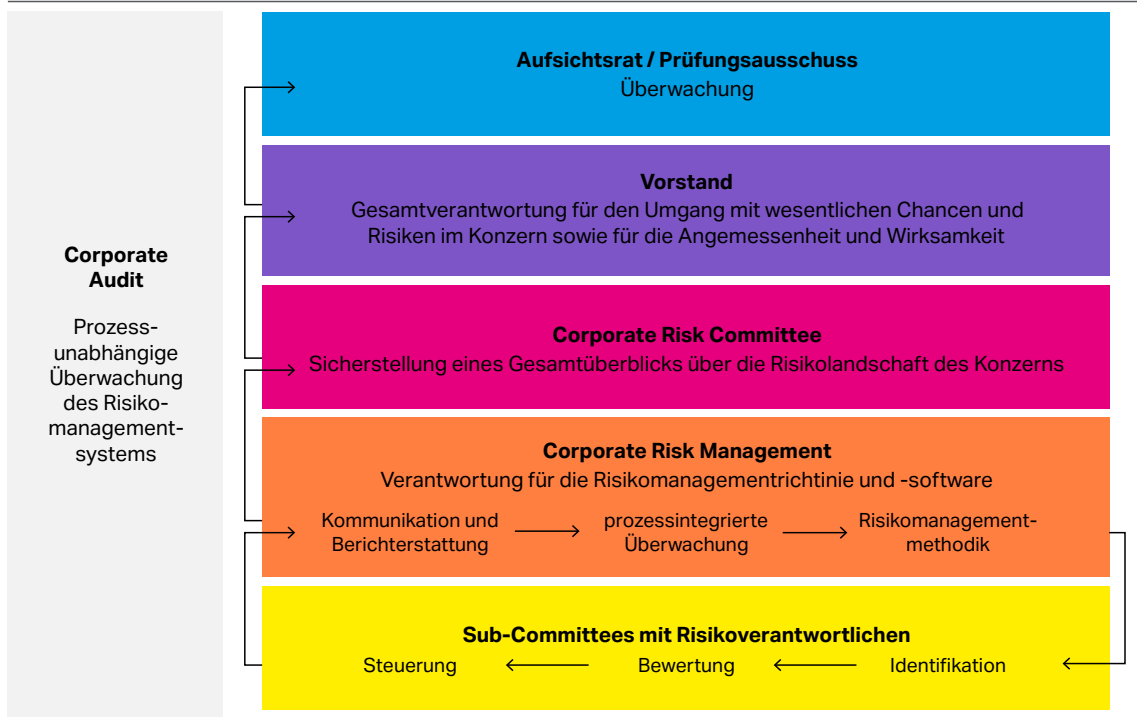 Corporate
Audit
Prozess-
unabhängige
Überwachung
des Risiko-
management-
systems
Aufsichtsrat / Prüfungsausschuss
Überwachung
Vorstand
Gesamtverantwortung für den Umgang mit wesentlichen Chancen und
Risiken im Konzern sowie für die Angemessenheit und Wirksamkeit
Corporate Risk Committee
Sicherstellung eines Gesamtüberblicks über die Risikolandschaft des Konzerns
Corporate Risk Management
Verantwortung für die Risikomanagementrichtinie und -software
Kommunikation und
Berichterstattung
prozessintegrierte
Überwachung
Risikomanagement-
methodik
Sub-Committees mit Risikoverantwortlichen
Steuerung
Bewertung
Identifikation